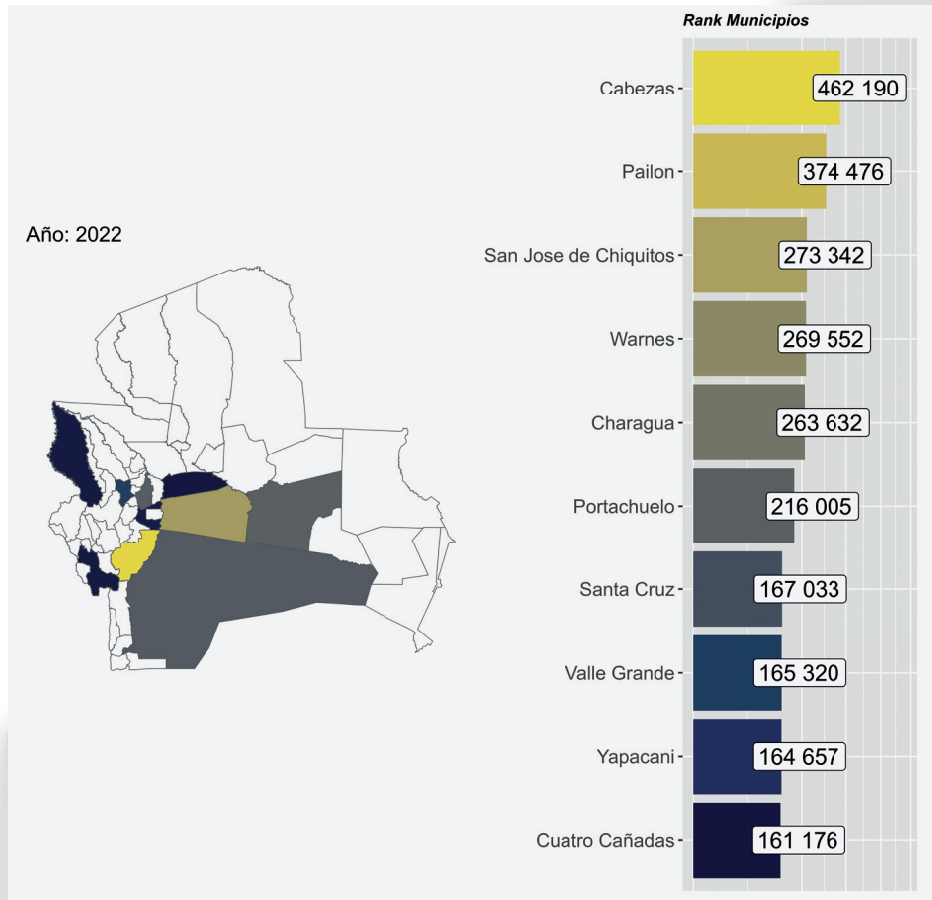 Rank Municipios
Cabezas 462 190
Pailon 374 476
Año: 2022
San Jose de Chiquitos 273 342
Warnes 269 552
Charagua 263 632
Portachuelo 216 005
Santa Cruz 167 033
Valle Grande 165 320
Yapacani 164 657
Cuatro Cañadas 161 176